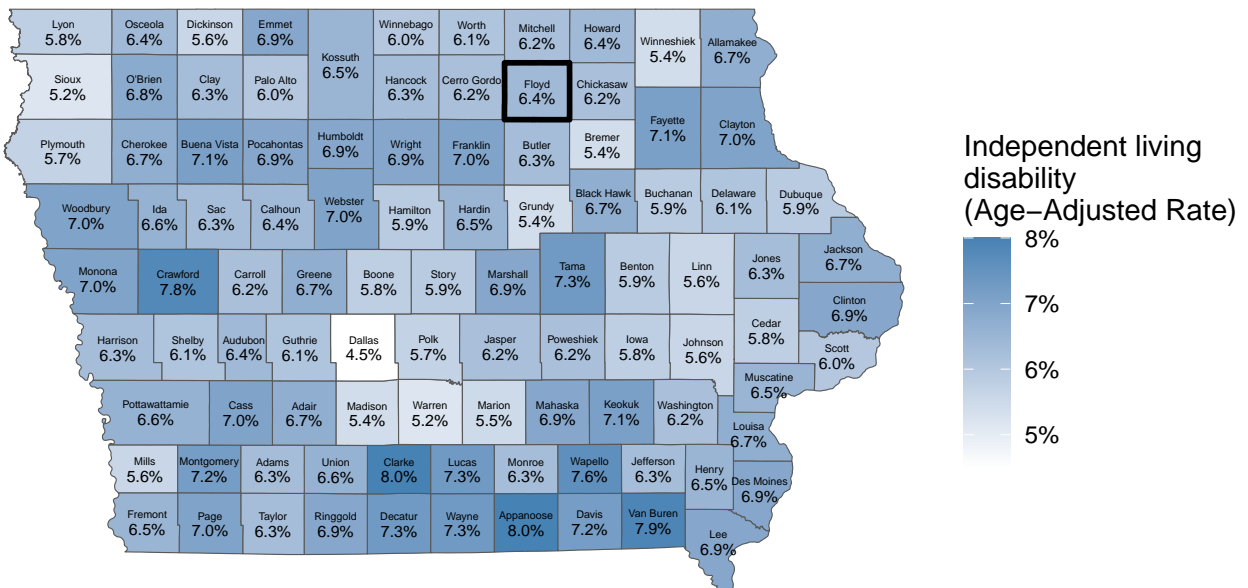 Lyon
5.8%
Osceola
6.4%
Dickinson
5.6%
Emmet
6.9%
Kossuth
6.5%
Winnebago
6.0%
Worth
6.1%
Mitchell
6.2%
Howard
6.4%
Winneshiek
5.4%
Allamakee
6.7%
Sioux
5.2%
O'Brien
6.8%
Clay
6.3%
Palo Alto
6.0%
Hancock
6.3%
Cerro Gordo
6.2%
Floyd
6.4%
Chickasaw
6.2%
Fayette
7.1%
Clayton
7.0%
Plymouth
5.7%
Cherokee
6.7%
Buena Vista
7.1%
Pocahontas
6.9%
Humboldt
6.9%
Wright
6.9%
Franklin
7.0%
Butler
6.3%
Bremer
5.4%
Woodbury
7.0%
Ida
6.6%
Sac
6.3%
Calhoun
6.4%
Webster
7.0%
Hamilton
5.9%
Hardin
6.5%
Grundy
5.4%
Black Hawk
6.7%
Buchanan
5.9%
Delaware
6.1%
Dubuque
5.9%
Monona
7.0%
Crawford
7.8%
Carroll
6.2%
Greene
6.7%
Boone
5.8%
Story
5.9%
Marshall
6.9%
Tama
7.3%
Benton
5.9%
Linn
5.6%
Jones
6.3%
Jackson
6.7%
Clinton
6.9%
Harrison
6.3%
Shelby
6.1%
Audubon
6.4%
Guthrie
6.1%
Dallas
4.5%
Polk
5.7%
Jasper
6.2%
Poweshiek
6.2%
Iowa
5.8%
Johnson
5.6%
Cedar
5.8%
Scott
6.0%
Muscatine
6.5%
Pottawattamie
6.6%
Cass
7.0%
Adair
6.7%
Madison
5.4%
Warren
5.2%
Marion
5.5%
Mahaska
6.9%
Keokuk
7.1%
Washington
6.2%
Louisa
6.7%
Mills
5.6%
Montgomery
7.2%
Adams
6.3%
Union
6.6%
Clarke
8.0%
Lucas
7.3%
Monroe
6.3%
Wapello
7.6%
Jefferson
6.3%
Henry
6.5%
Des Moines
6.9%
Fremont
6.5%
Page
7.0%
Taylor
6.3%
Ringgold
6.9%
Decatur
7.3%
Wayne
7.3%
Appanoose
8.0%
Davis
7.2%
Van Buren
7.9%
Lee
6.9%
Independent living
disability
(Age−Adjusted Rate)
8%
7%
6%
5%